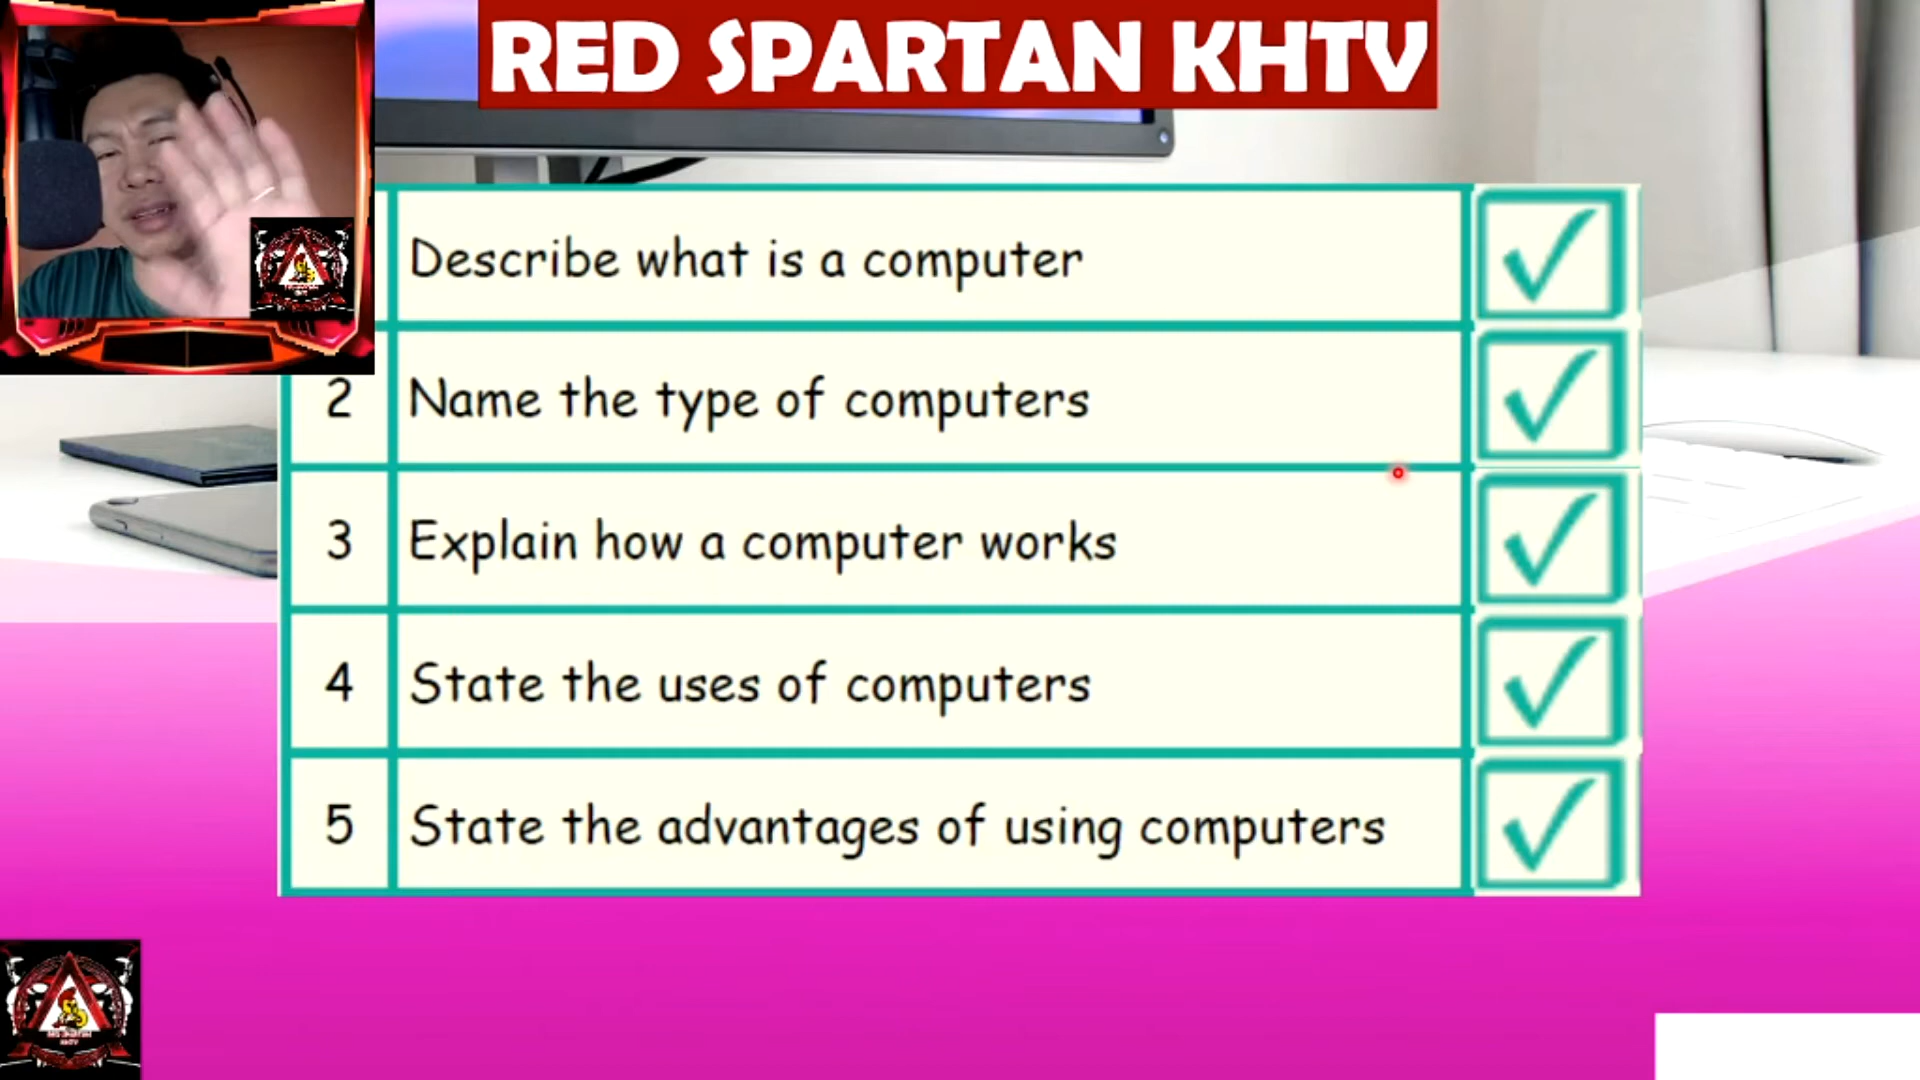 RED SPARTAN KHTV
Describe what is a computer
2 Name the type of computers
3 Explain how a computer works
4 State the uses of computers
5 State the advantages of using computers